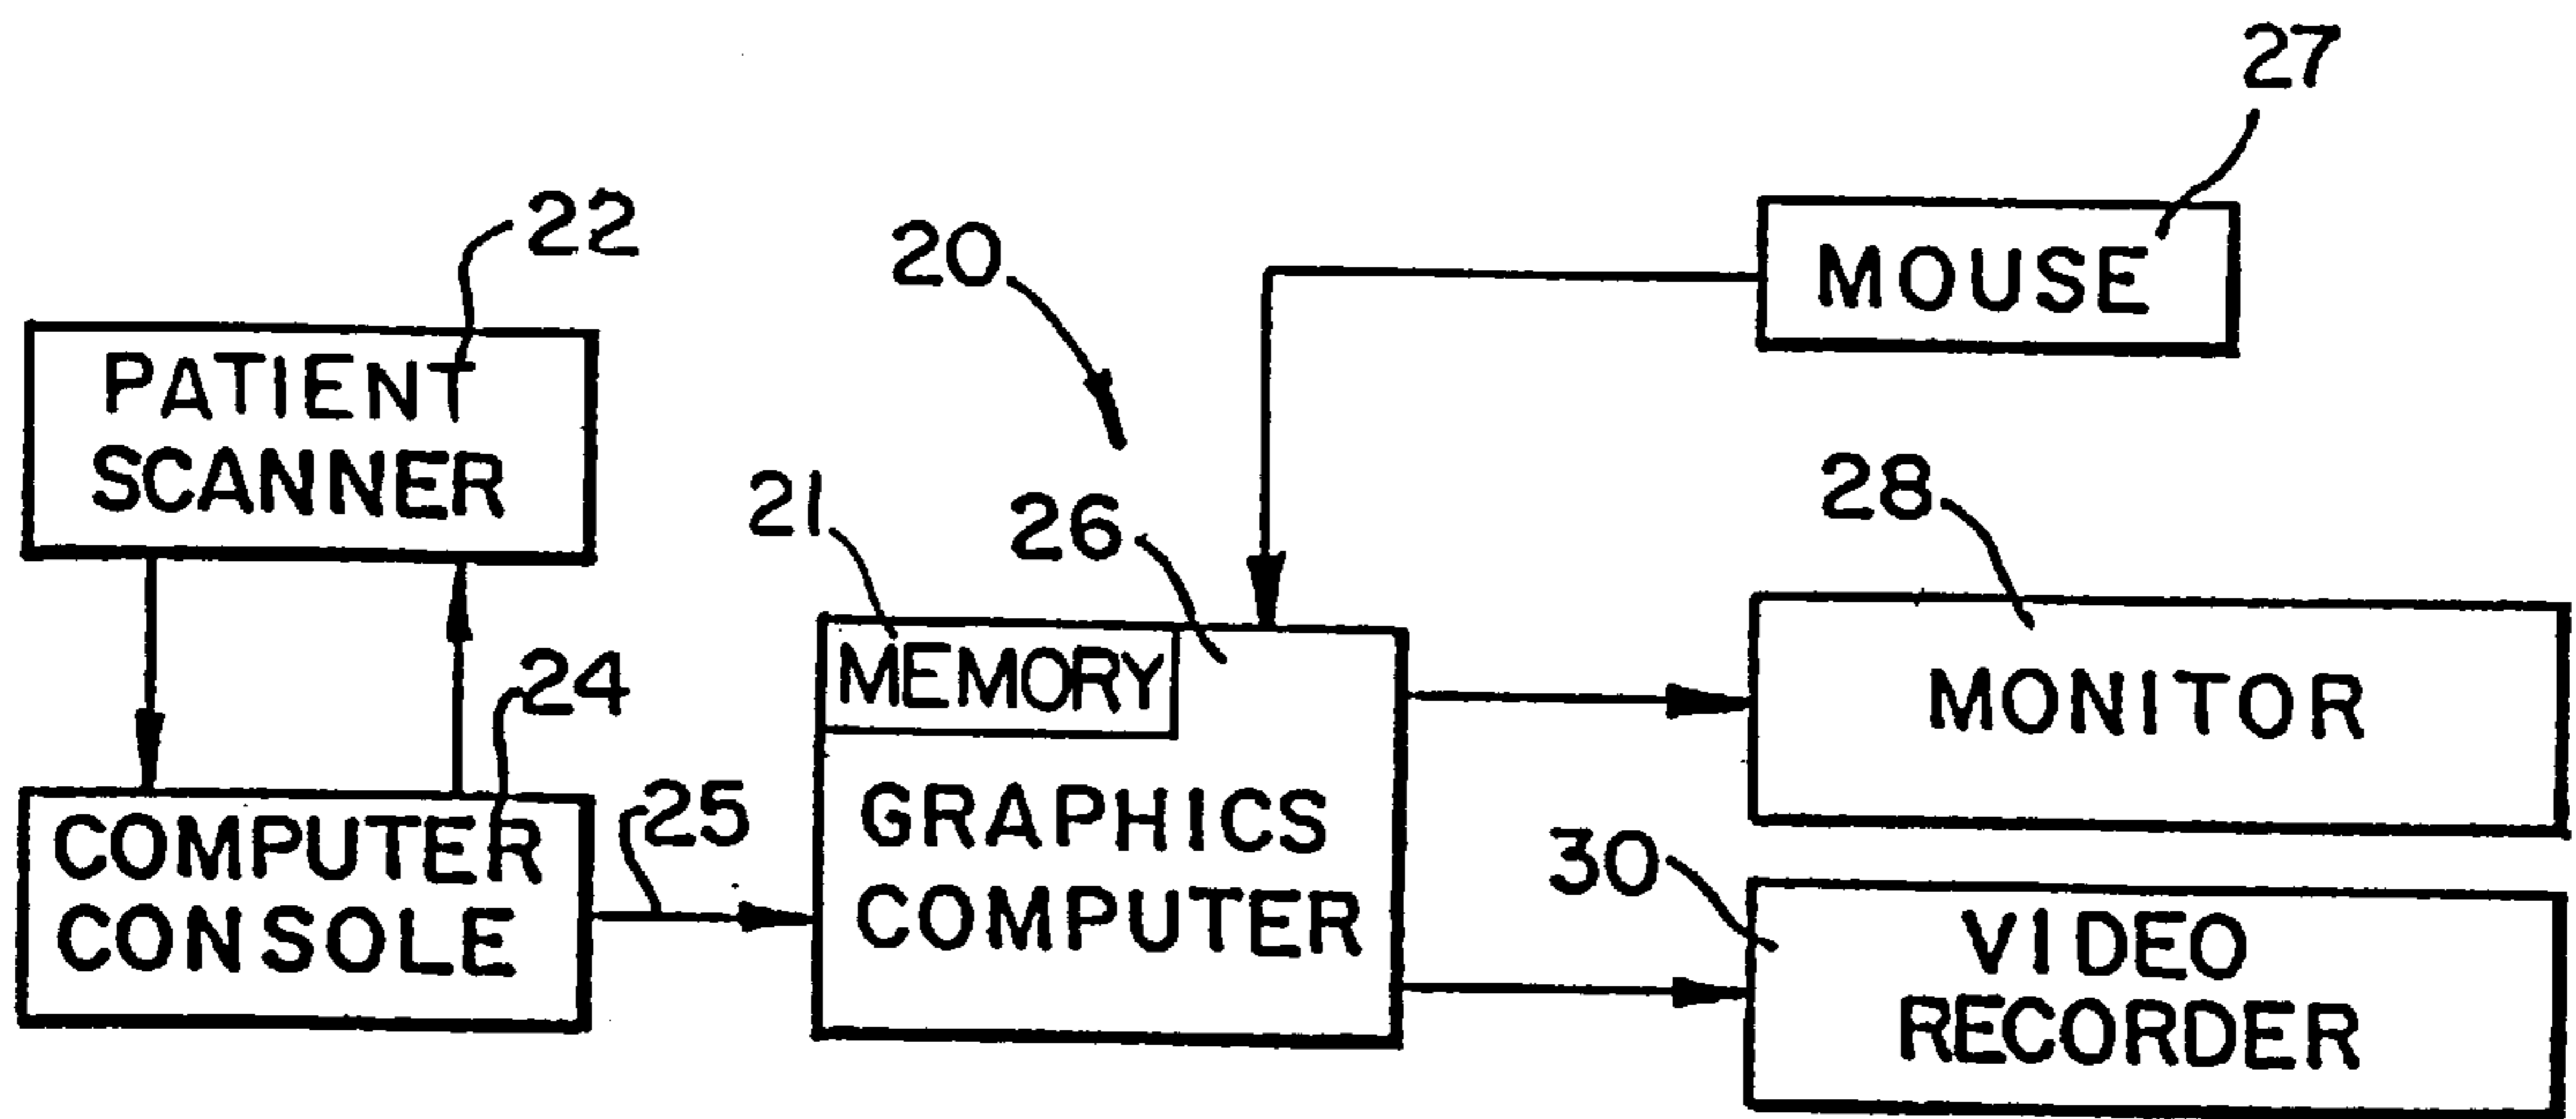 27
22
20
MOUSE
PATIENT
SCANNER
28
21
26
MEMORY
24
MONITOR
25
GRAPHICS
COMPUTER
COMPUTER
CONSOLE
30
VIDEO
RECORDER